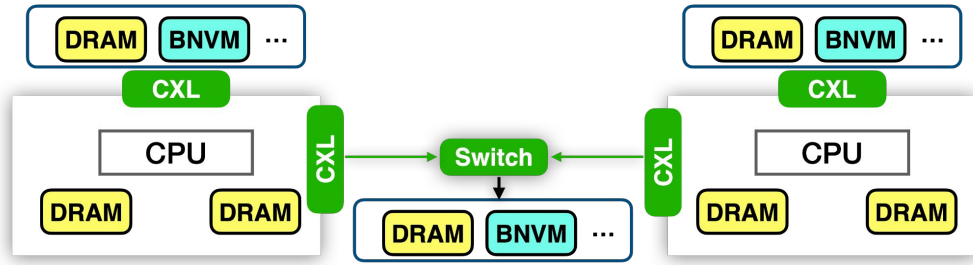 DRAM BNVM ...
CXL
CPU
DRAM DRAM
CXL
Switch
DRAM BNVM ...
DRAM BNVM ...
CXL
CXL
CPU
DRAM DRAM